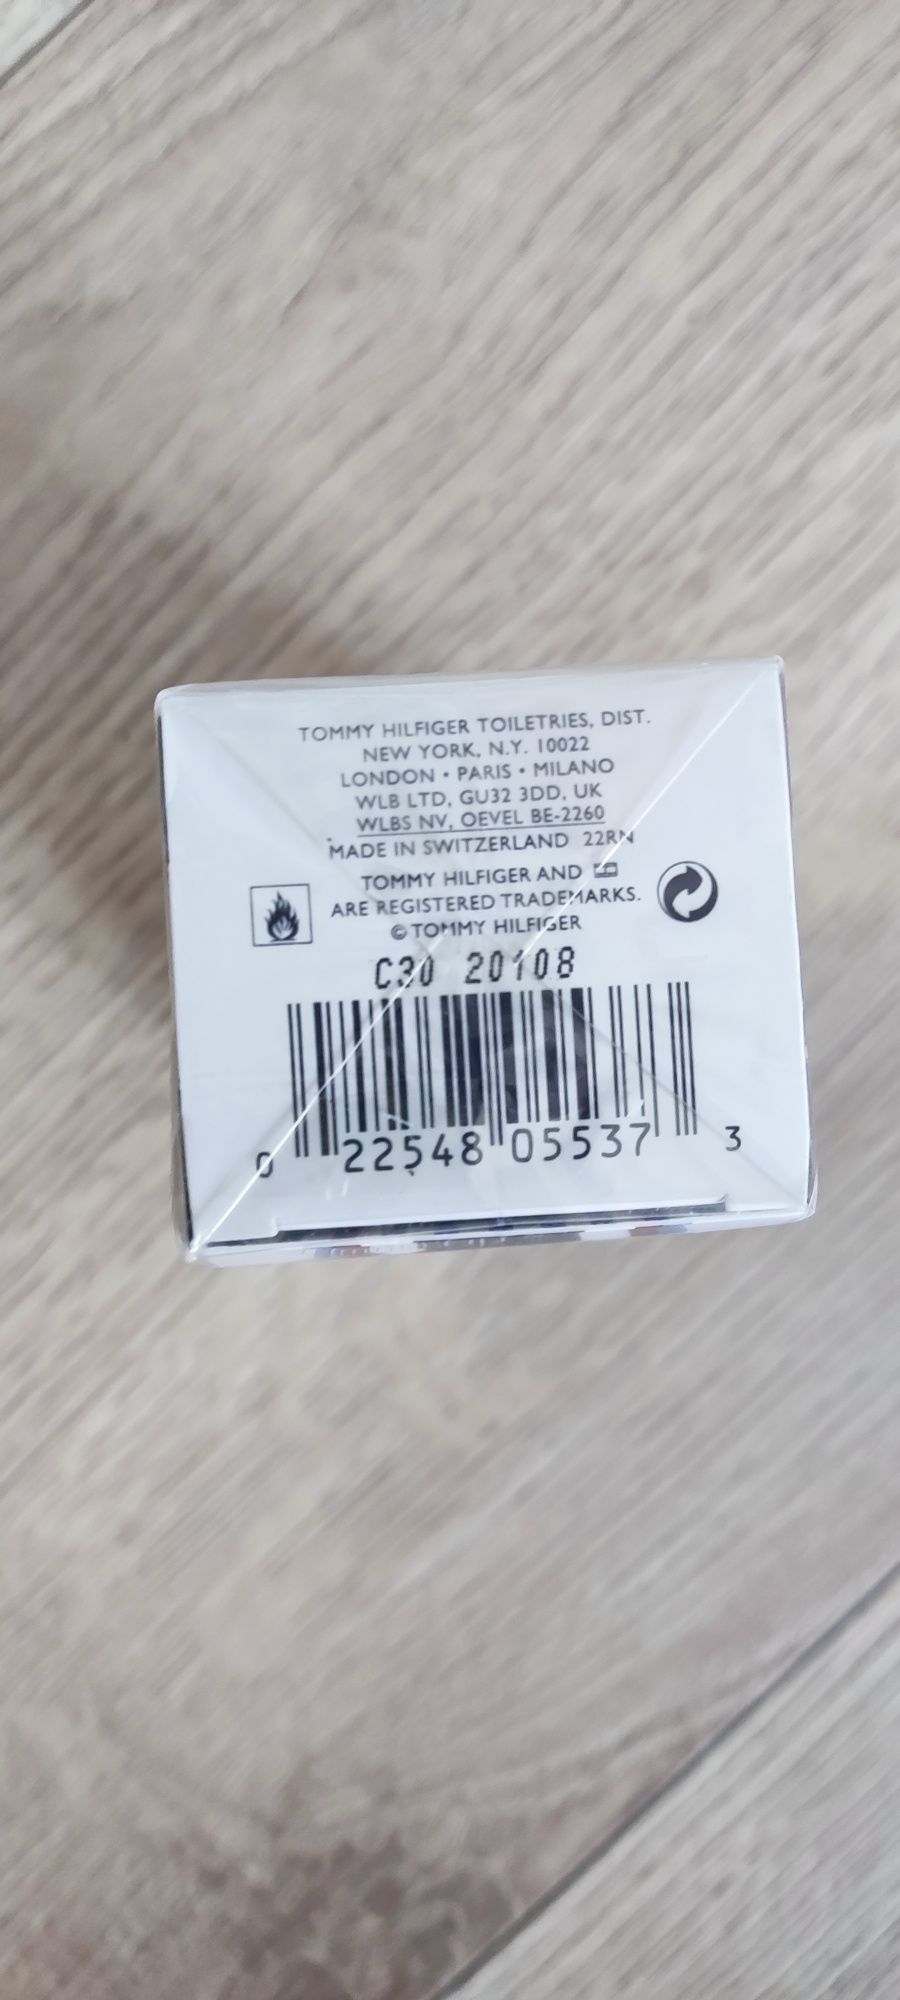 TOMMY HILFIGER TOILETRIES, DIST.
NEW YORK, N.Y. 10022
LONDON • PARIS • MILANO
WLB LTD, GU32 3DD, UK
WLBS NV, OEVEL BE-2260
MADE IN SWITZERLAND 22RN
TOMMY HILFIGER AND
ARE REGISTERED TRADEMARKS.
© TOMMY HILFIGER
C30 20108
0 22548 05537 3